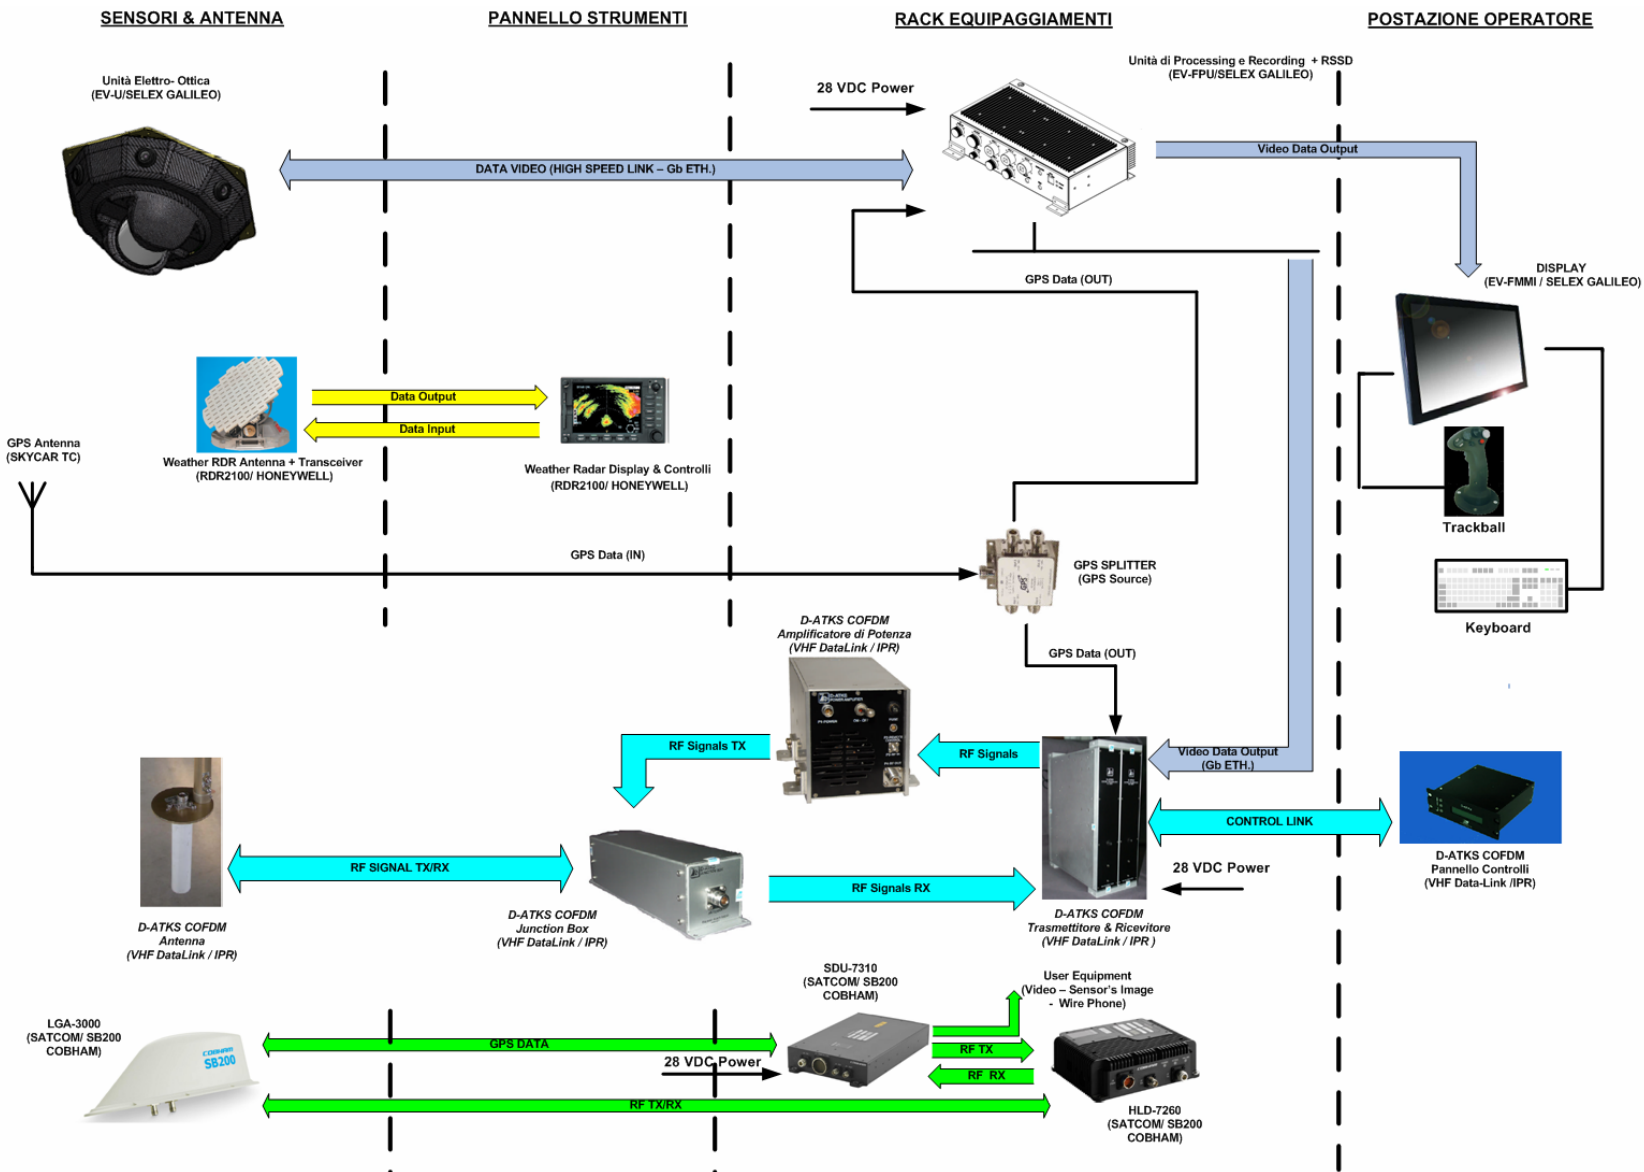 SENSORI & ANTENNA
PANNELLO STRUMENTI
RACK EQUIPAGGIAMENTI
POSTAZIONE OPERATORE
Unità Elettro- Ottica
(EV-U/SELEX GALILEO)
28 VDC Power
Unità di Processing e Recording + RSSD
(EV-FPU/SELEX GALILEO)
DATA VIDEO (HIGH SPEED LINK – Gb ETH.)
Video Data Output
GPS Data (OUT)
DISPLAY
(EV-FMMI / SELEX GALILEO)
Data Output
Data Input
GPS Antenna
(SKYCAR TC)
Weather RDR Antenna + Transceiver
(RDR2100/ HONEYWELL)
Weather Radar Display & Controlli
(RDR2100/ HONEYWELL)
Trackball
GPS Data (IN)
GPS SPLITTER
(GPS Source)
GPS
Keyboard
D-ATKS COFDM
Amplificatore di Potenza
(VHF DataLink / IPR)
GPS Data (OUT)
D-ATKS
RF Signals TX
RF Signals
Video Data Output
(Gb ETH.)
CONTROL LINK
RF SIGNAL TX/RX
RF Signals RX
28 VDC Power
D-ATKS COFDM
Pannello Controlli
(VHF Data-Link /IPR)
D-ATKS COFDM
Antenna
(VHF DataLink / IPR)
D-ATKS COFDM
Junction Box
(VHF DataLink / IPR)
D-ATKS COFDM
Trasmettitore & Ricevitore
(VHF DataLink / IPR )
SDU-7310
(SATCOM/ SB200
COBHAM)
User Equipment
(Video – Sensor's Image
- Wire Phone)
LGA-3000
(SATCOM/ SB200
COBHAM)
COBHAM
SB200
GPS DATA
28 VDC Power
RF TX
RF RX
RF TX/RX
HLD-7260
(SATCOM/ SB200
COBHAM)